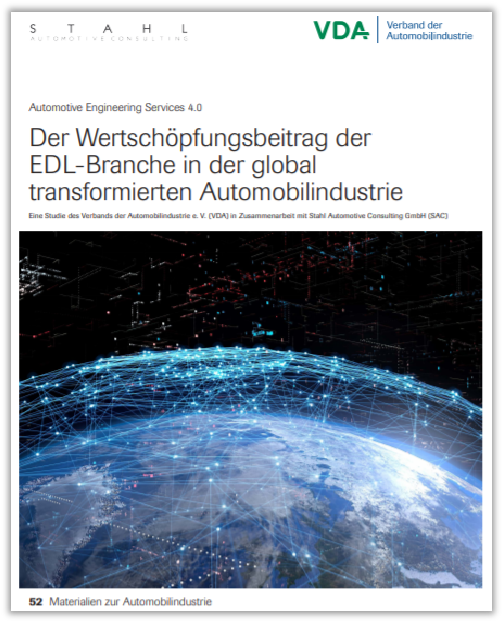 STAHL
AUTOMOTIVE CONSULTING
VDA
Verband der
Automobilindustrie
Automotive Engineering Services 4.0
Der Wertschöpfungsbeitrag der
EDL-Branche in der global
transformierten Automobilindustrie
Eine Studie des Verbands der Automobilindustrie e. V. (VDA) in Zusammenarbeit mit Stahl Automotive Consulting GmbH (SAC)
52 Materialien zur Automobilindustrie